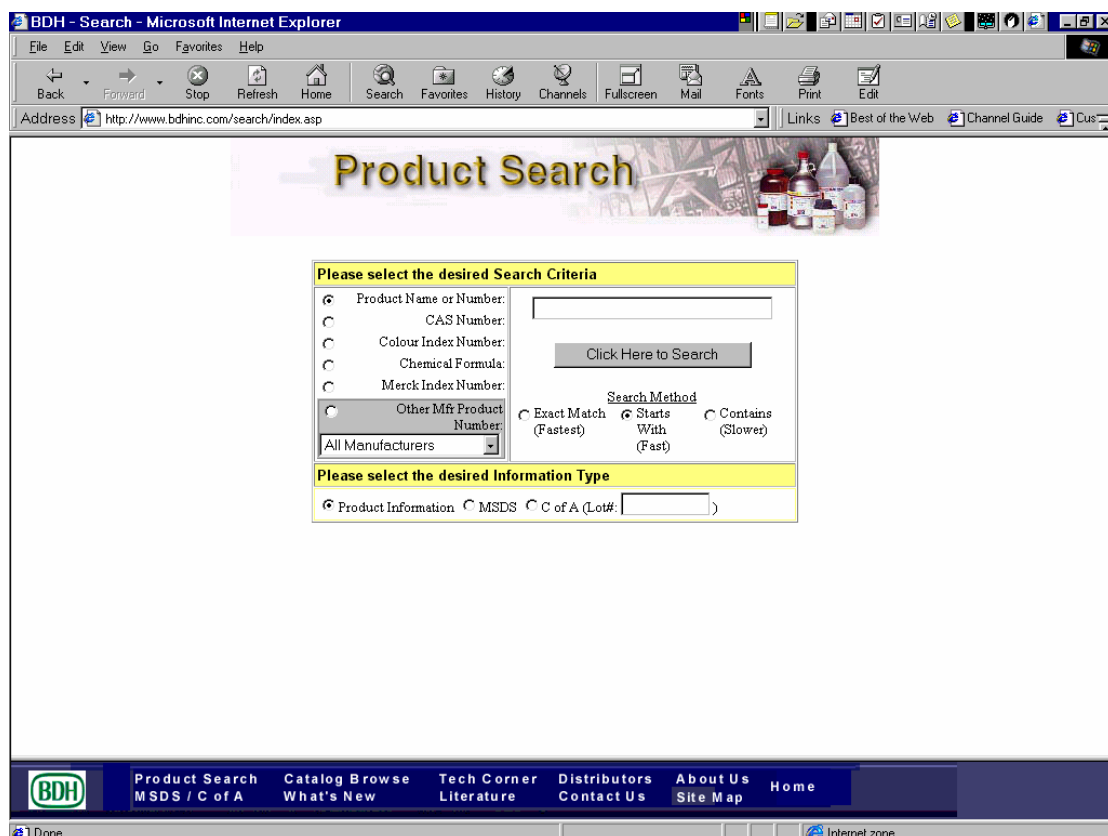 BDH - Search - Microsoft Internet Explorer
File Edit View Go Favorites Help
Back Forward Stop Refresh Home Search Favorites History Channels Fullscreen Mail Fonts Print Edit
Address http://www.bdhinc.com/search/index.asp Links Best of the Web Channel Guide Cus
Product Search
Please select the desired Search Criteria
Product Name or Number:
CAS Number:
Colour Index Number:
Chemical Formula:
Merck Index Number:
Other Mfr Product
Number:
All Manufacturers
Click Here to Search
Search Method
Exact Match Starts Contains
(Fastest) With (Slower)
(Fast)
Please select the desired Information Type
Product Information MSDS C of A (Lot#: )
BDH
Product Search Catalog Browse Tech Corner Distributors About Us Home
MSDS / C of A What's New Literature Contact Us Site Map
Done Internet zone